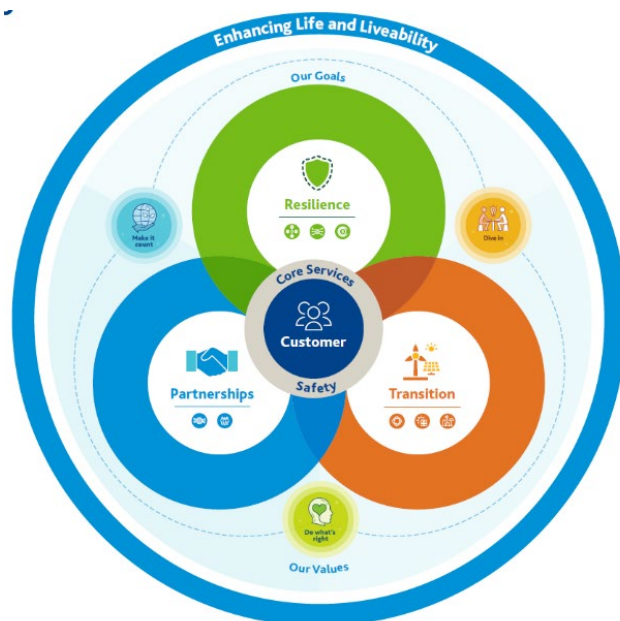 Enhancing Life and Liveability
Our Goals
Resilience
Make it
count
Dive in
Core Services
Customer
Safety
Partnerships
Transition
Do what's
right
Our Values